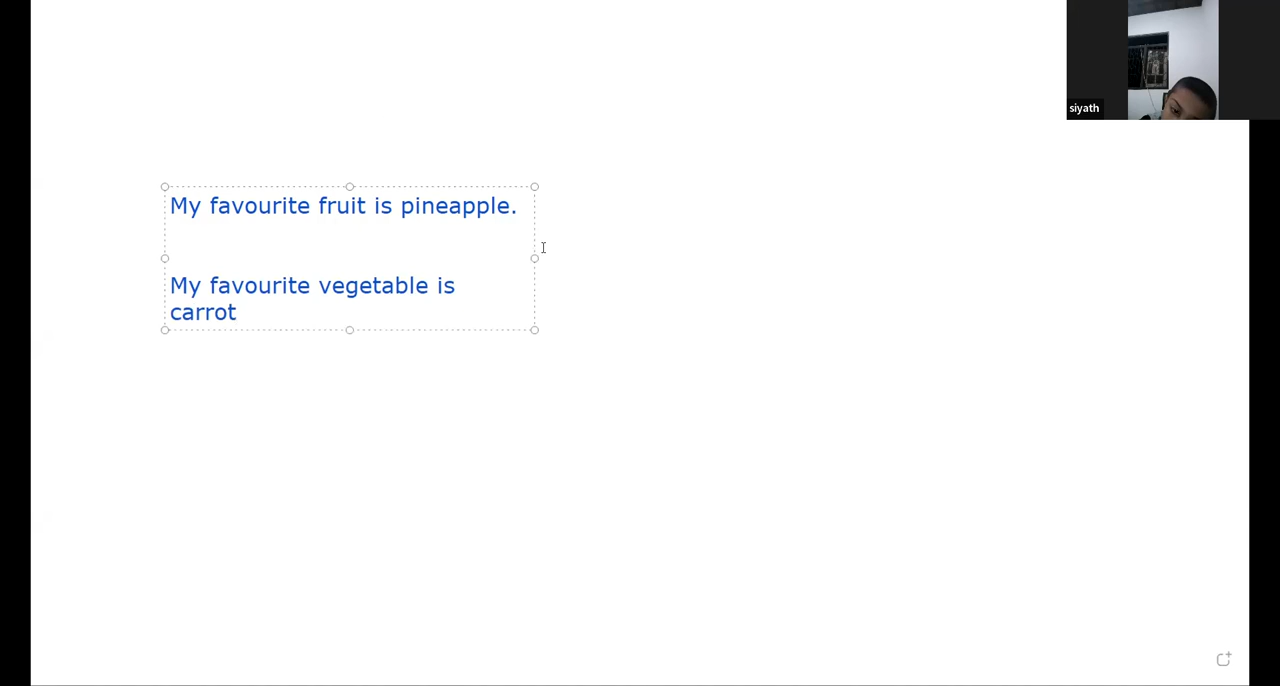 siyath
My favourite fruit is pineapple.
My favourite vegetable is
carrot